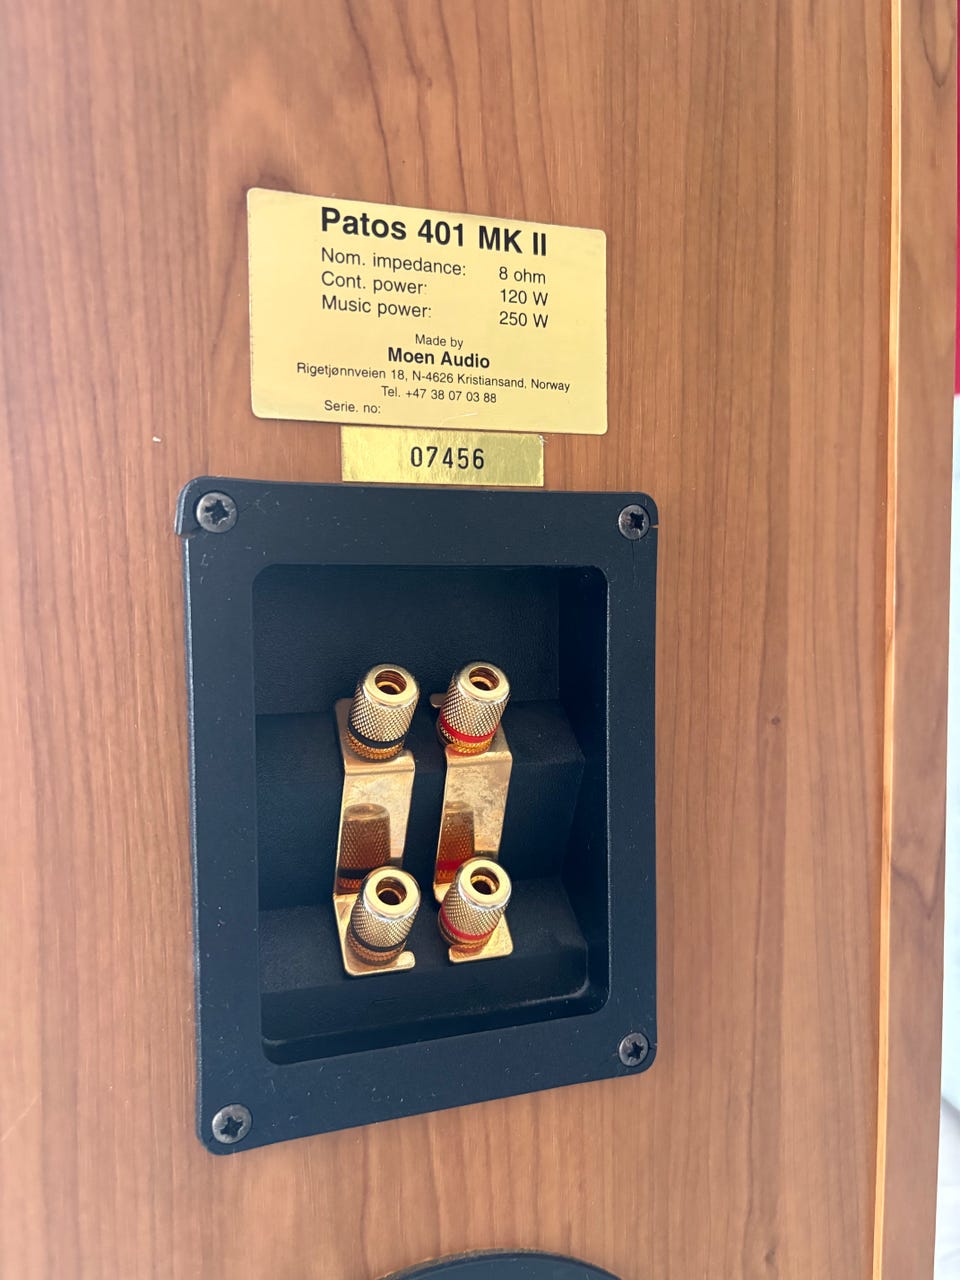 Patos 401 MK II
Nom. impedance: 8 ohm
Cont. power: 120 W
Music power: 250 W
Made by
Moen Audio
Rigetjønnveien 18, N-4626 Kristiansand, Norway
Tel. +47 38 07 03 88
Serie. no:
07456